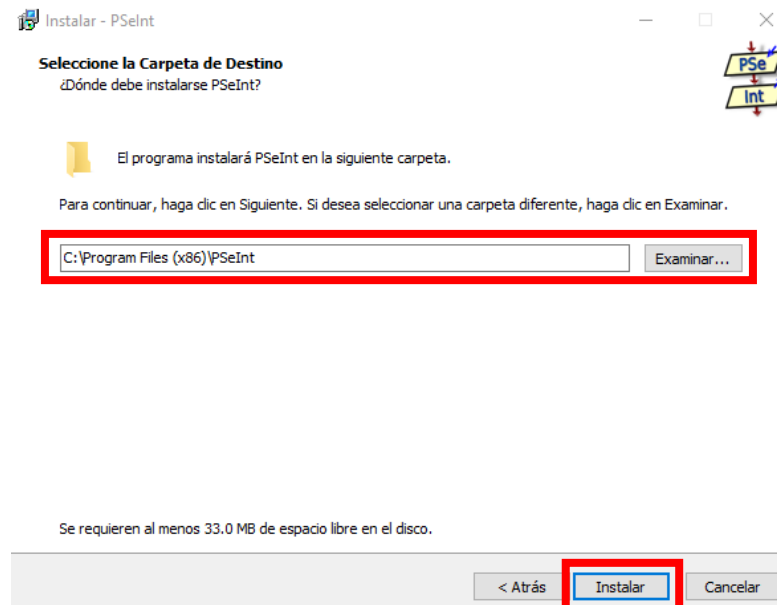 Instalar - PSeInt
Seleccione la Carpeta de Destino
¿Dónde debe instalarse PSeInt?
PSe
Int
El programa instalará PSeInt en la siguiente carpeta.
Para continuar, haga clic en Siguiente. Si desea seleccionar una carpeta diferente, haga clic en Examinar.
C:\Program Files (x86)\PSeInt
Examinar...
Se requieren al menos 33.0 MB de espacio libre en el disco.
< Atrás
Instalar
Cancelar